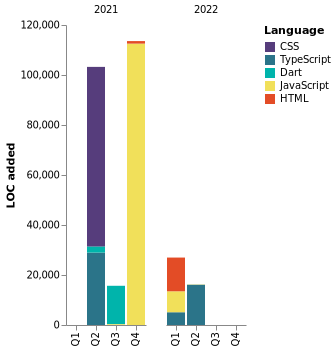 2021
2022
Language
CSS
TypeScript
Dart
JavaScript
HTML
LOC added
120,000
100,000
80,000
60,000
40,000
20,000
0
Q1 Q2 Q3 Q4
Q1 Q2 Q3 Q4